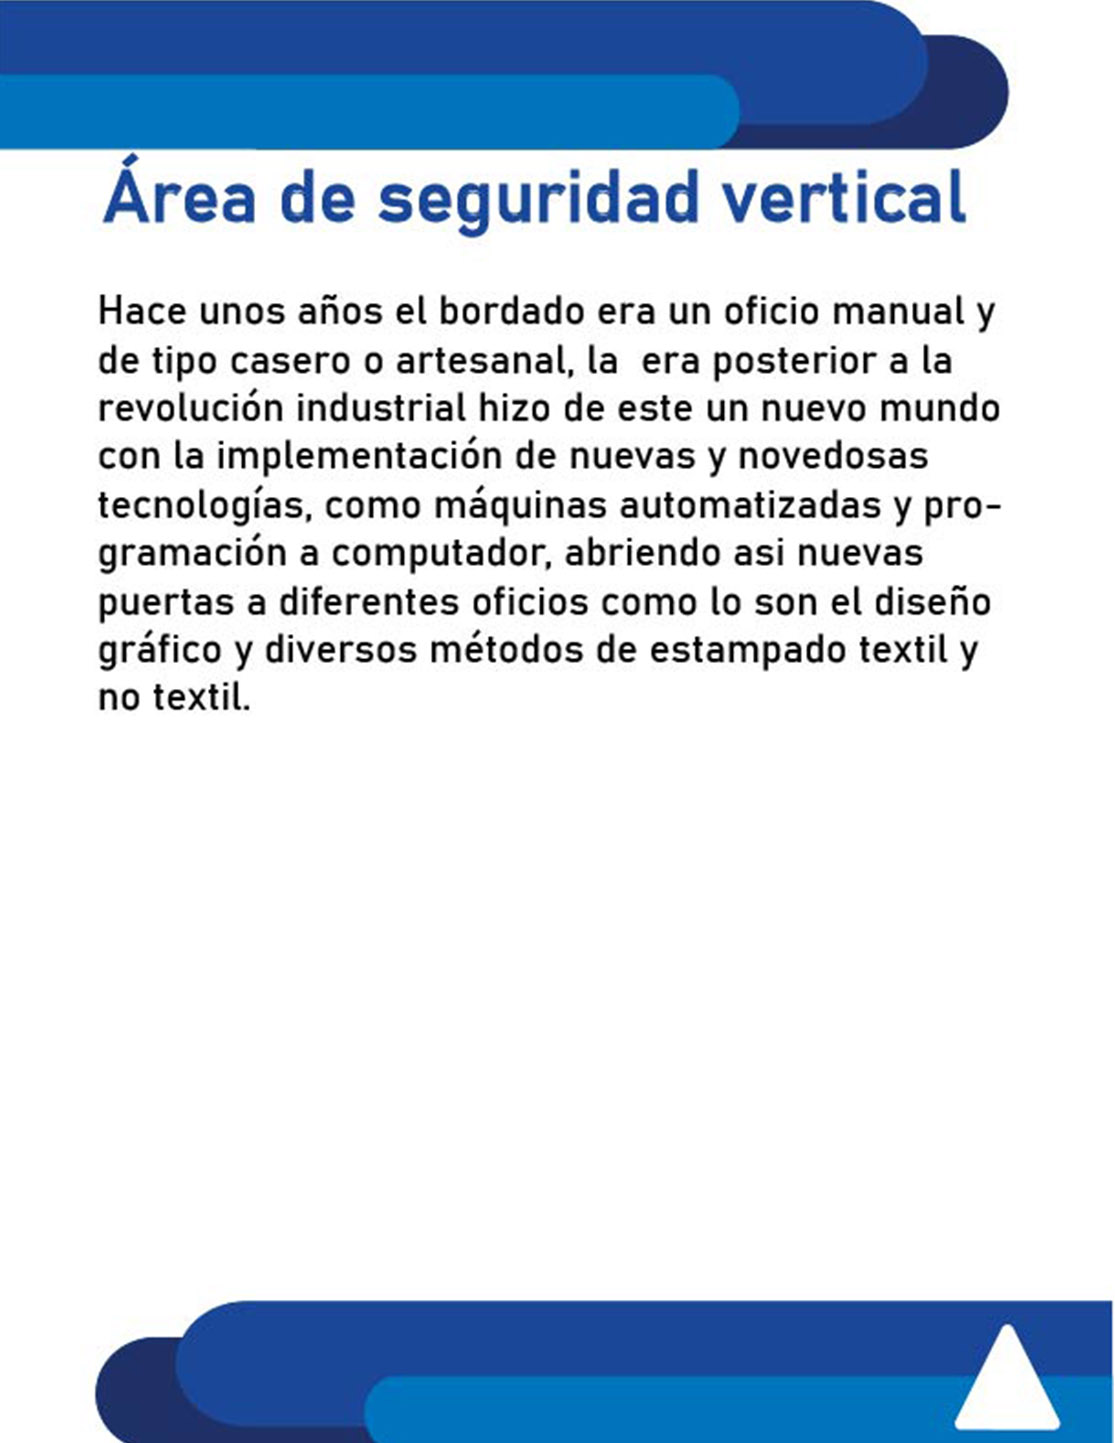 Área de seguridad vertical
Hace unos años el bordado era un oficio manual y
de tipo casero o artesanal, la  era posterior a la
revolución industrial hizo de este un nuevo mundo
con la implementación de nuevas y novedosas
tecnologías, como máquinas automatizadas y pro-
gramación a computador, abriendo asi nuevas
puertas a diferentes oficios como lo son el diseño
gráfico y diversos métodos de estampado textil y
no textil.